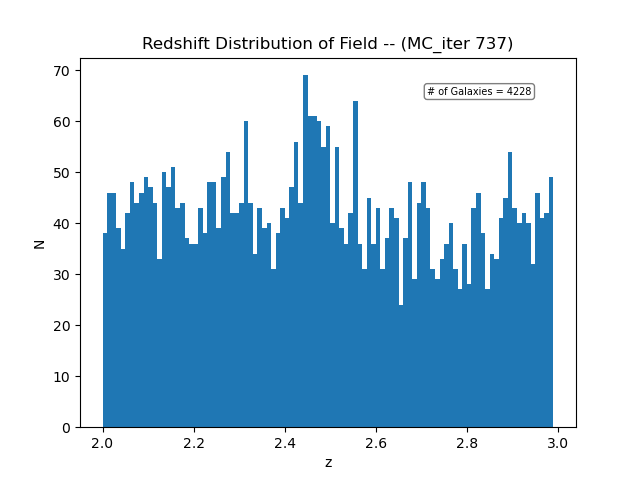 Redshift Distribution of Field -- (MC_iter 737)
# of Galaxies = 4228
70
60
50
40
30
20
10
0
N
2.0 2.2 2.4 2.6 2.8 3.0
z